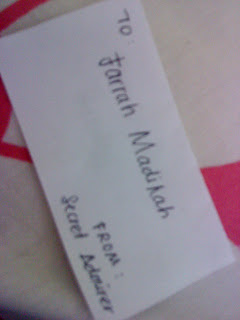 TO:
Farrah Madihah
FROM:
Secret Admirer